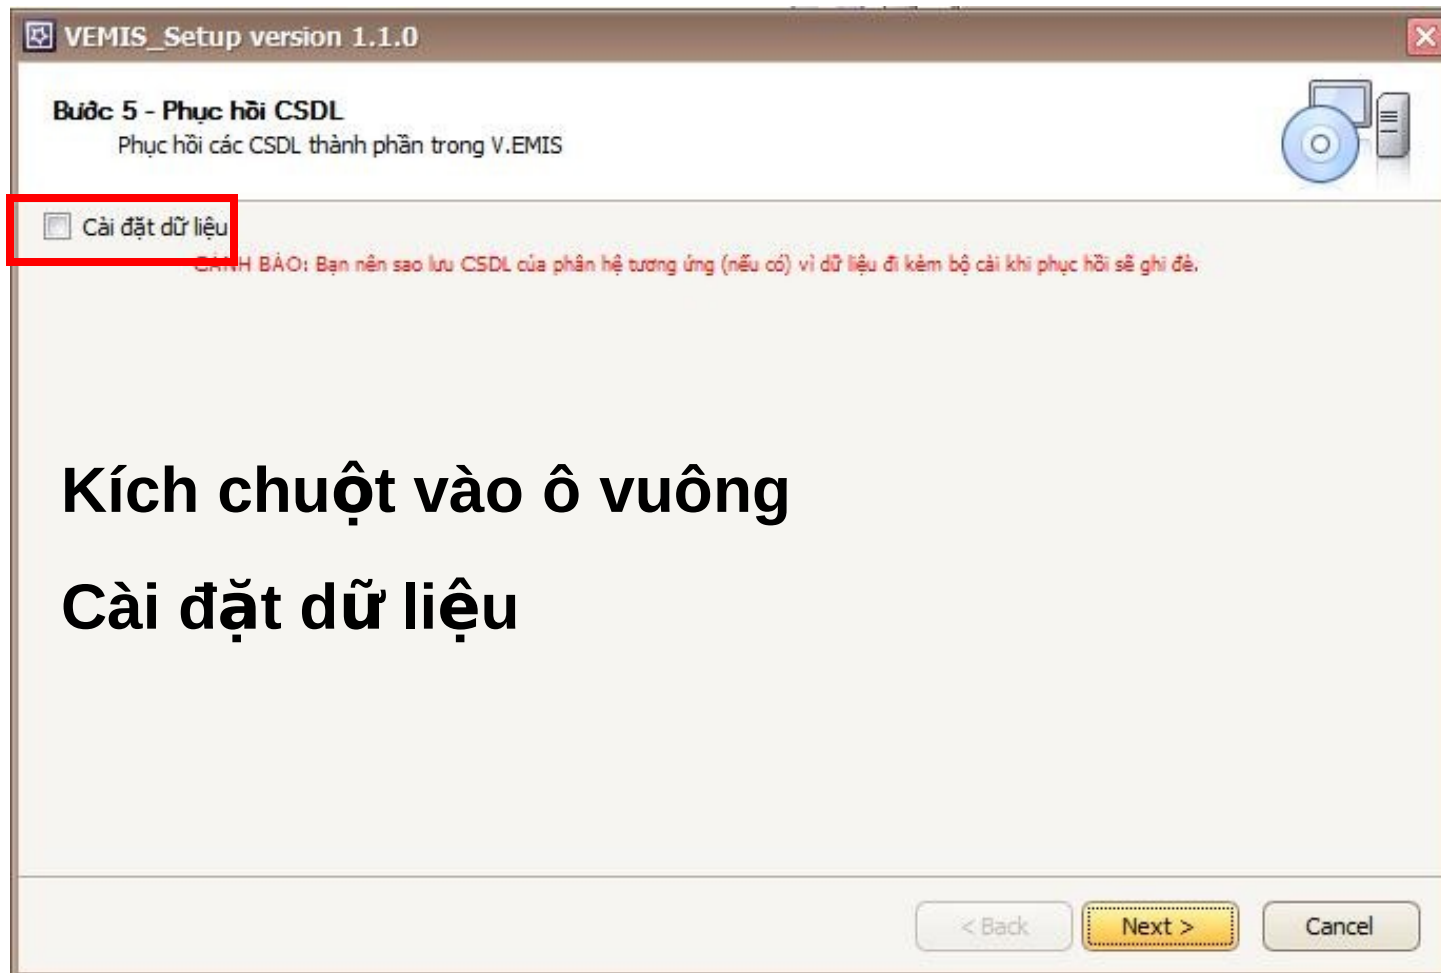 VEMIS_Setup version 1.1.0
Bước 5 - Phục hồi CSDL
Phục hồi các CSDL thành phần trong V.EMIS
Cài đặt dữ liệu
CẢNH BÁO: Bạn nên sao lưu CSDL của phân hệ tương ứng (nếu có) vì dữ liệu đi kèm bộ cài khi phục hồi sẽ ghi đè.
Kích chuột vào ô vuông
Cài đặt dữ liệu
< Back
Next >
Cancel